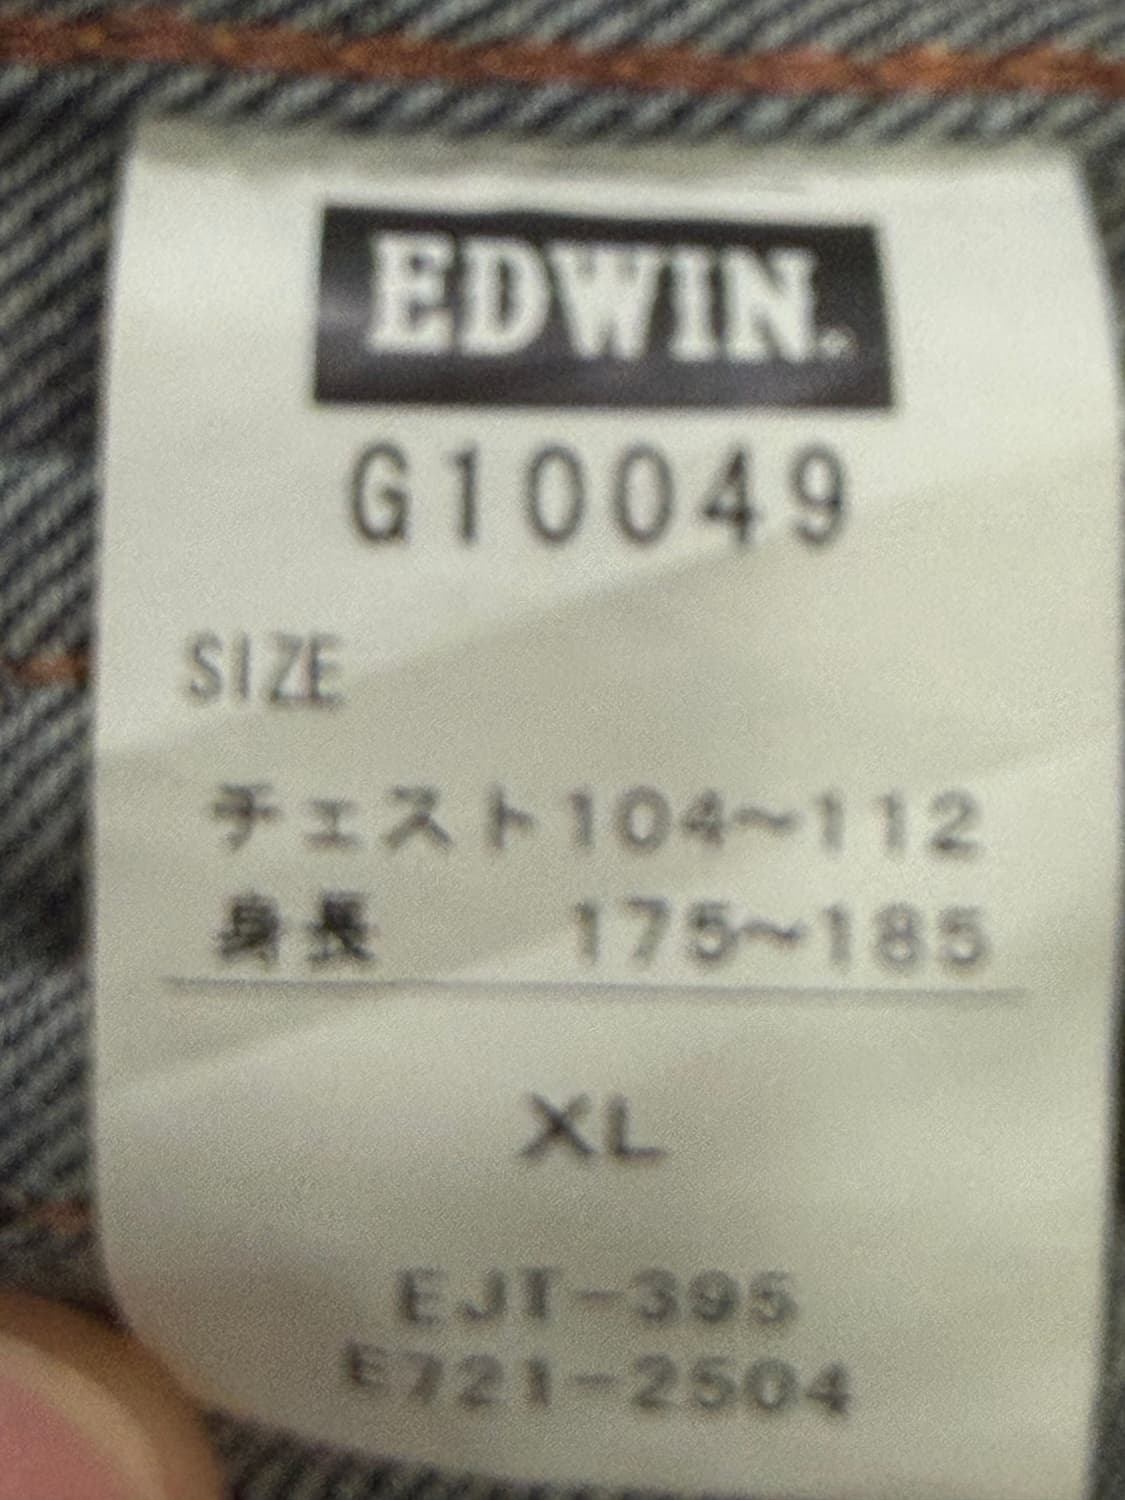 EDWIN.
G10049
SIZE
チェスト104～112
身長 175～185
XL
EJT-395
E721-2504